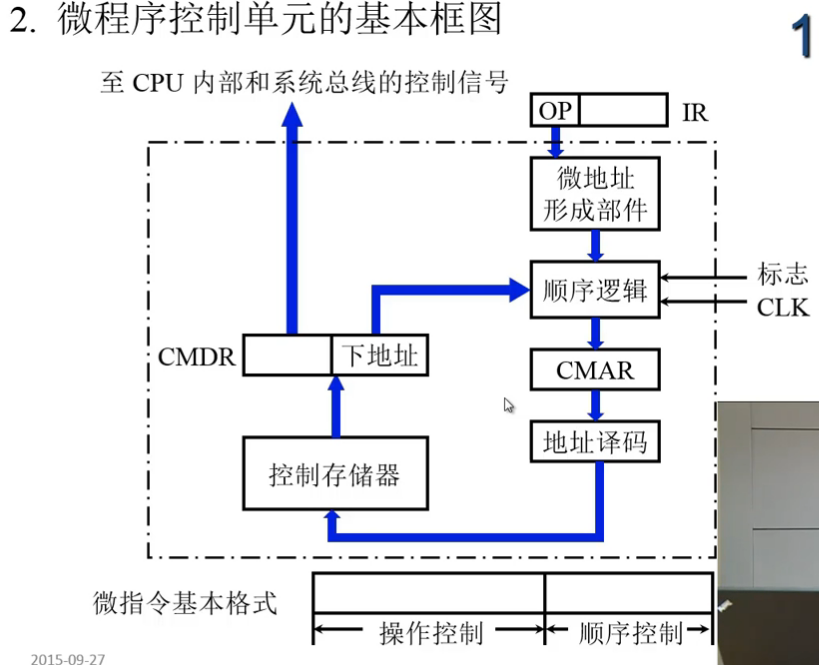 2. 微程序控制单元的基本框图
1
至 CPU 内部和系统总线的控制信号
OP
IR
微地址
形成部件
标志
顺序逻辑
CLK
CMDR
下地址
CMAR
地址译码
控制存储器
微指令基本格式
操作控制
顺序控制
2015-09-27